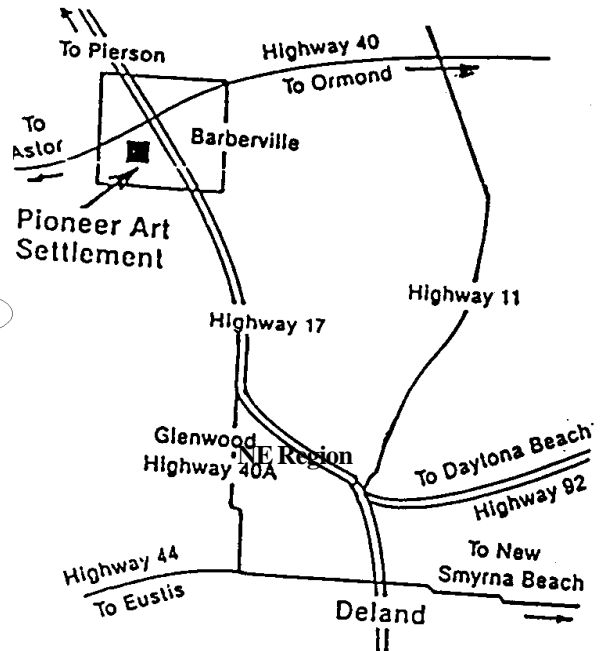 To Pierson
Highway 40
To Ormond
To
Astor
Barberville
Pioneer Art
Settlement
Highway 11
Highway 17
Glenwood
NE Region
Highway 40A
To Daytona Beach
Highway 92
Highway 44
To Eustis
To New
Smyrna Beach
Deland